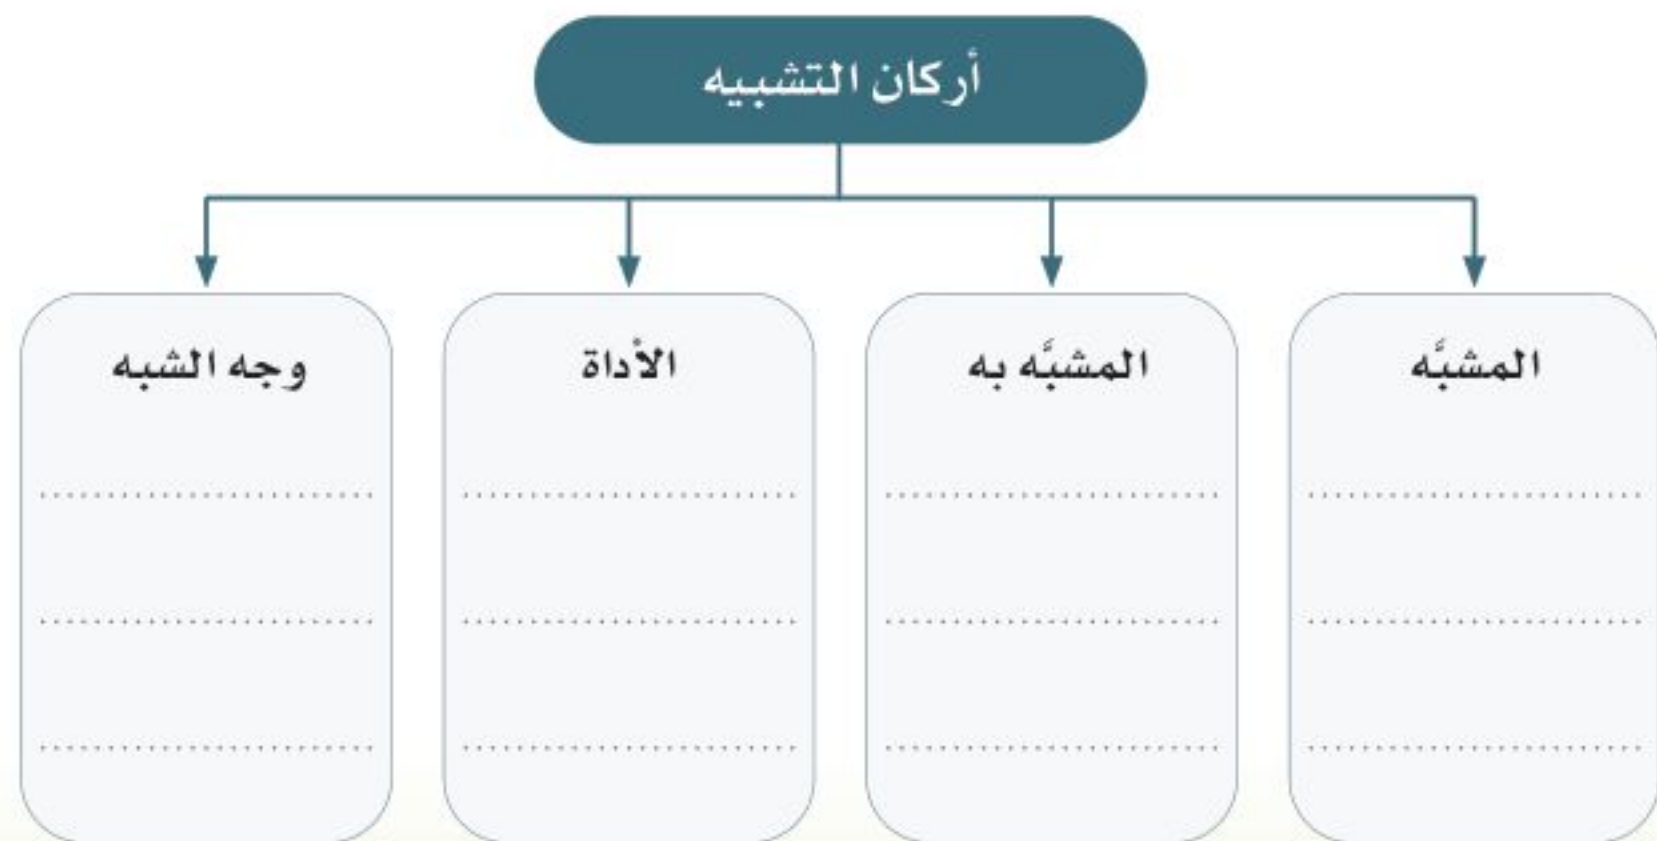 أركان التشبيه
المشبَّه
المشبَّه به
الأداة
وجه الشبه